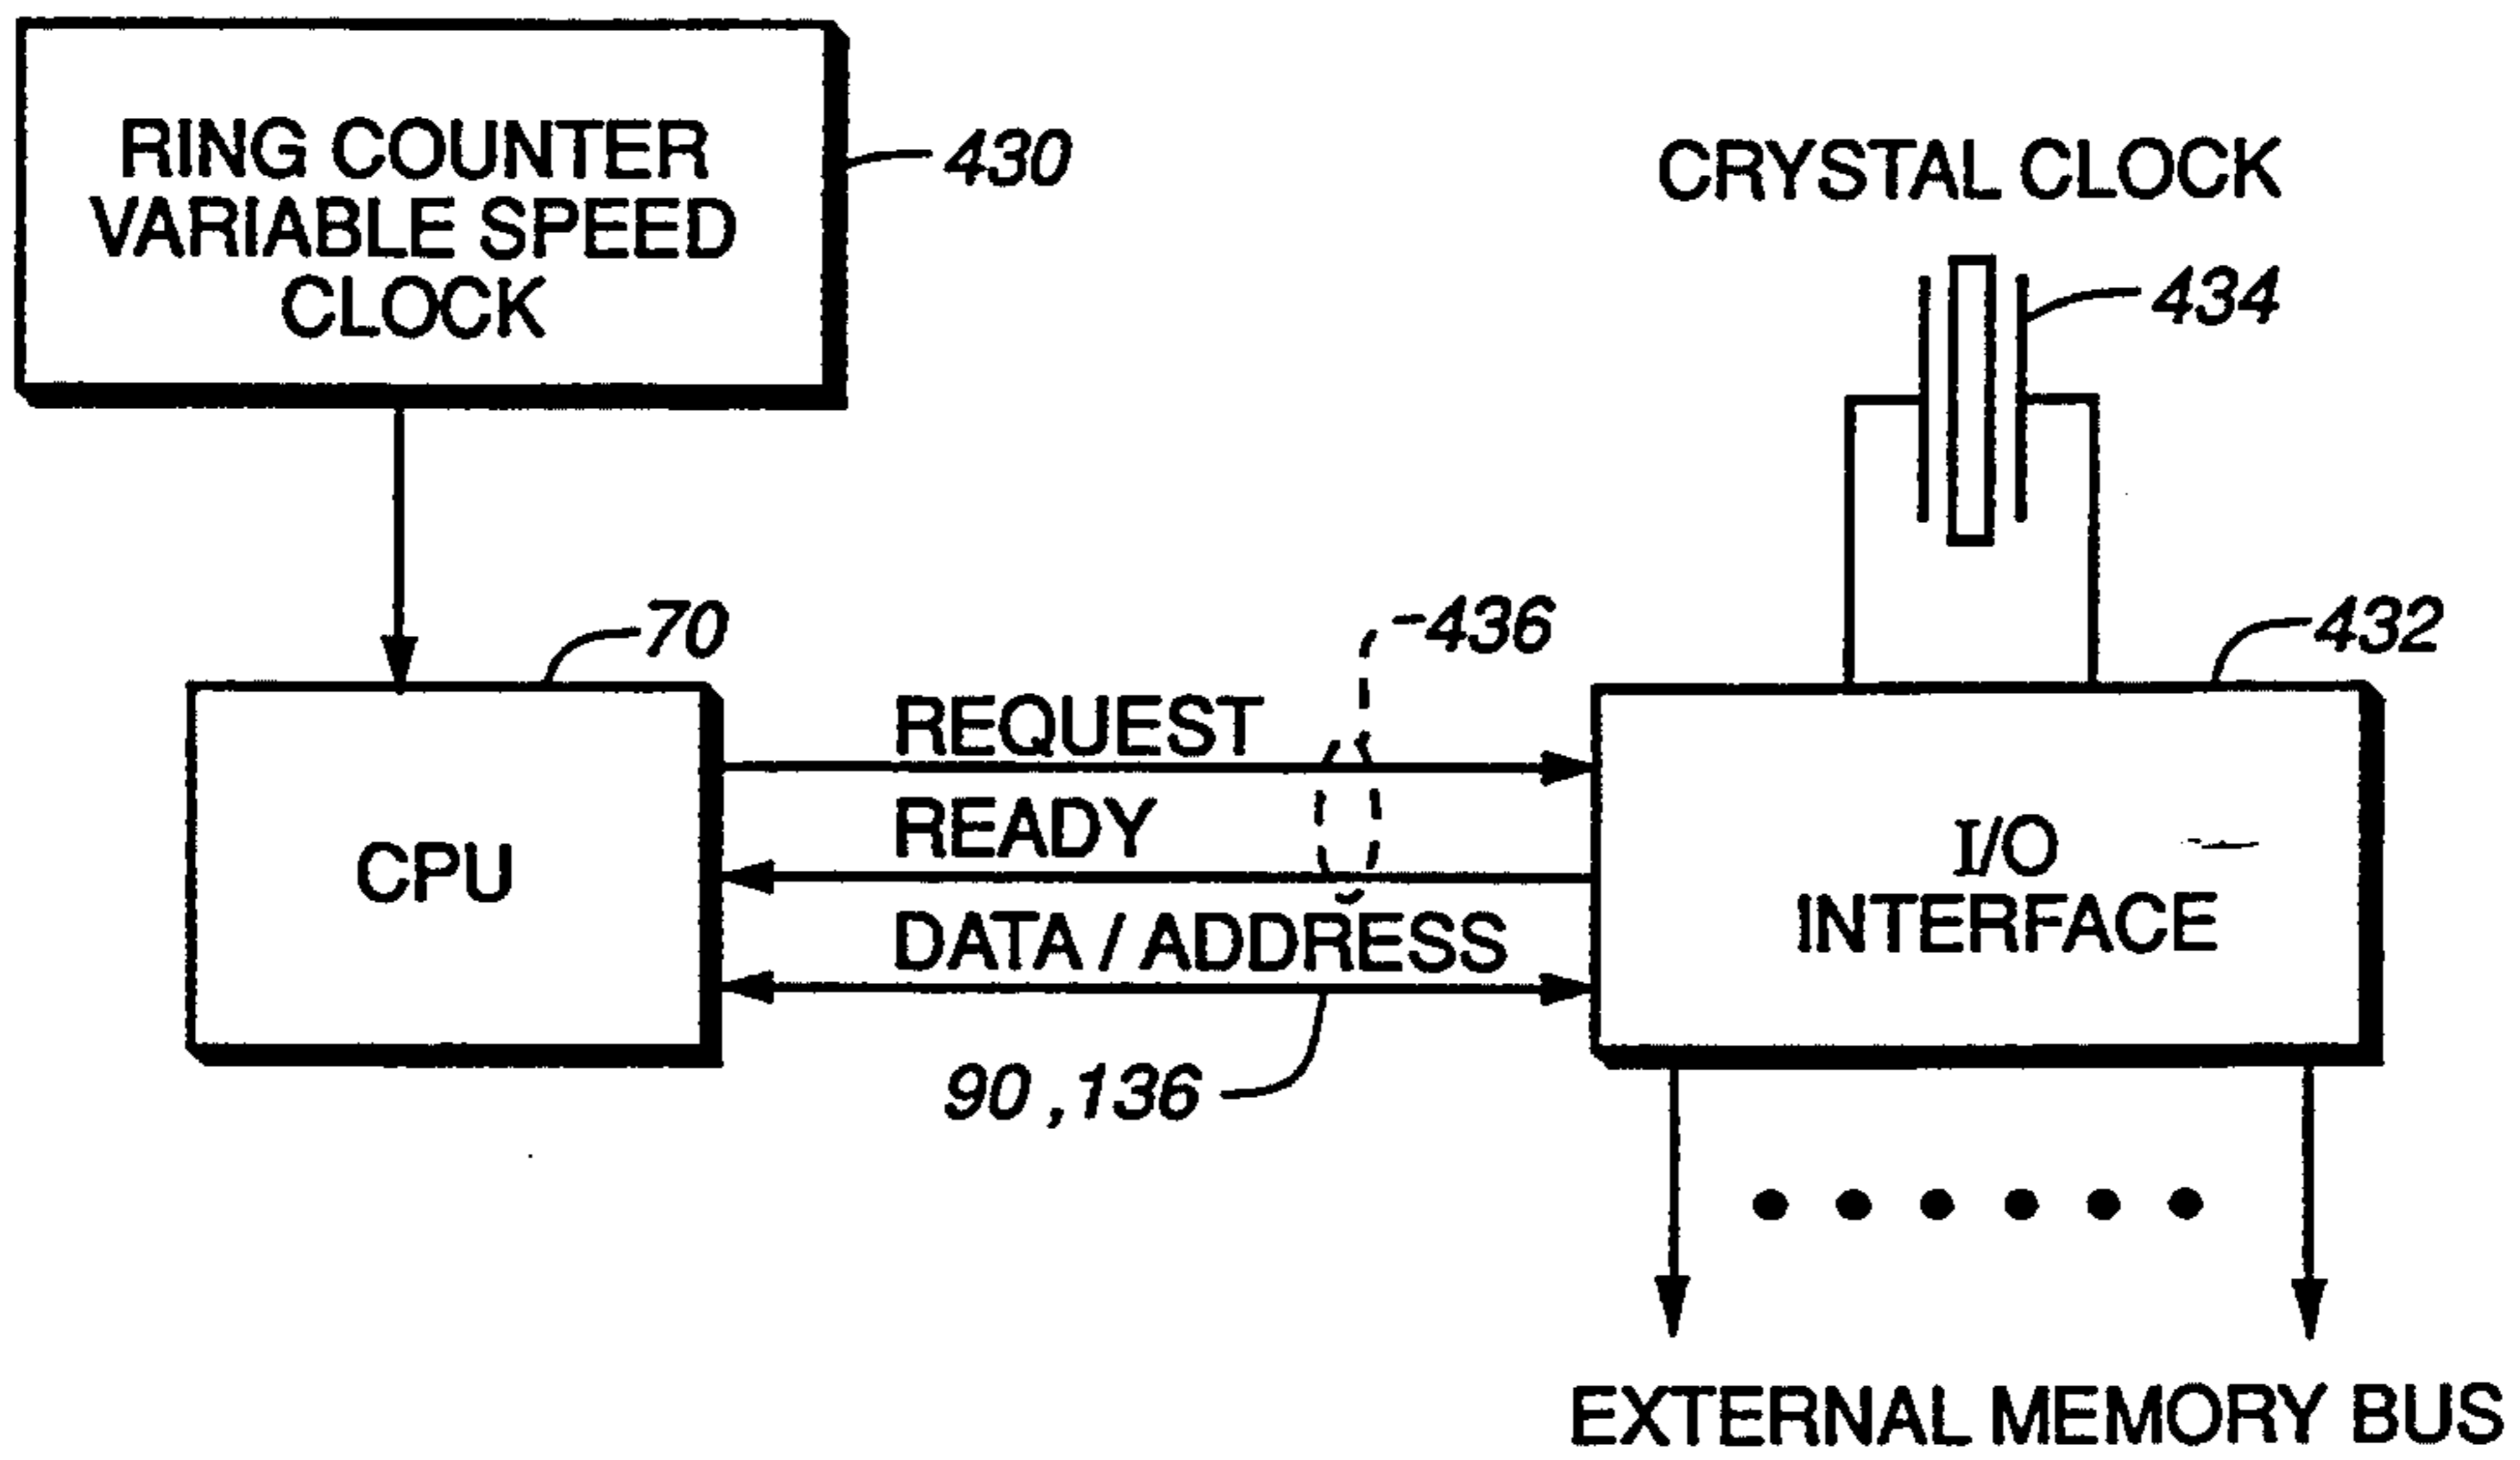 RING COUNTER
VARIABLE SPEED
CLOCK
430
CRYSTAL CLOCK
434
70
-436
432
REQUEST
READY
DATA / ADDRESS
CPU
I/O
INTERFACE
90 ,136
EXTERNAL MEMORY BUS